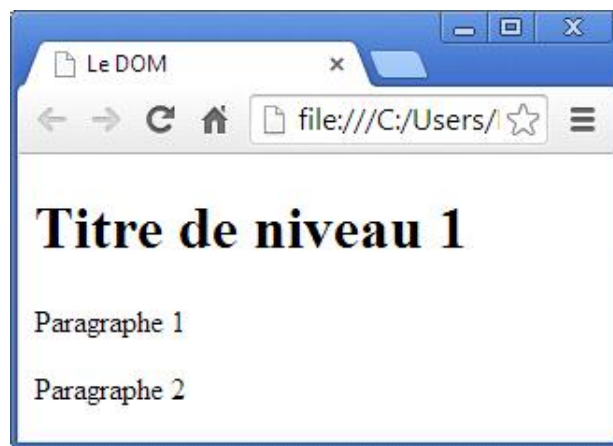 Le DOM
file:///C:/Users/
Titre de niveau 1
Paragraphe 1
Paragraphe 2